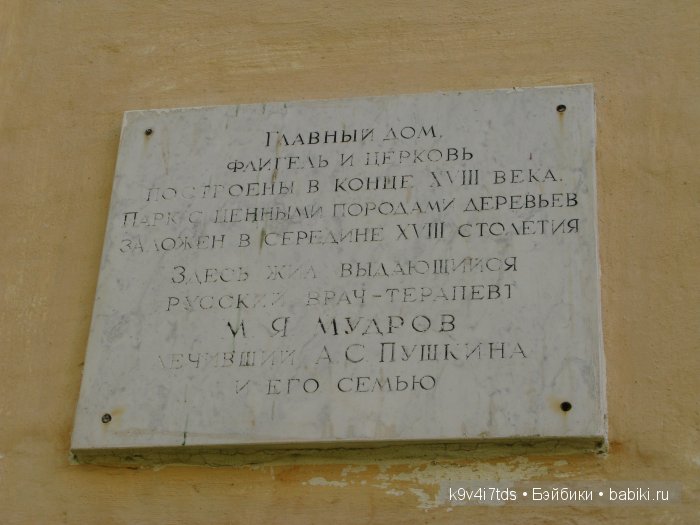 Главный дом,
флигель и церковь
построены в конце XVIII века.
Парк с ценными породами деревьев
заложен в середине XVIII столетия
Здесь жил выдающийся
русский врач-терапевт
М Я Мудров
лечивший А.С Пушкина
и его семью
k9v4i7tds • Бэйбики • babiki.ru